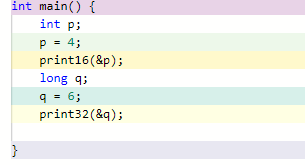 int main() {
    int p;
    p = 4;
    print16(&p);
    long q;
    q = 6;
    print32(&q);
}